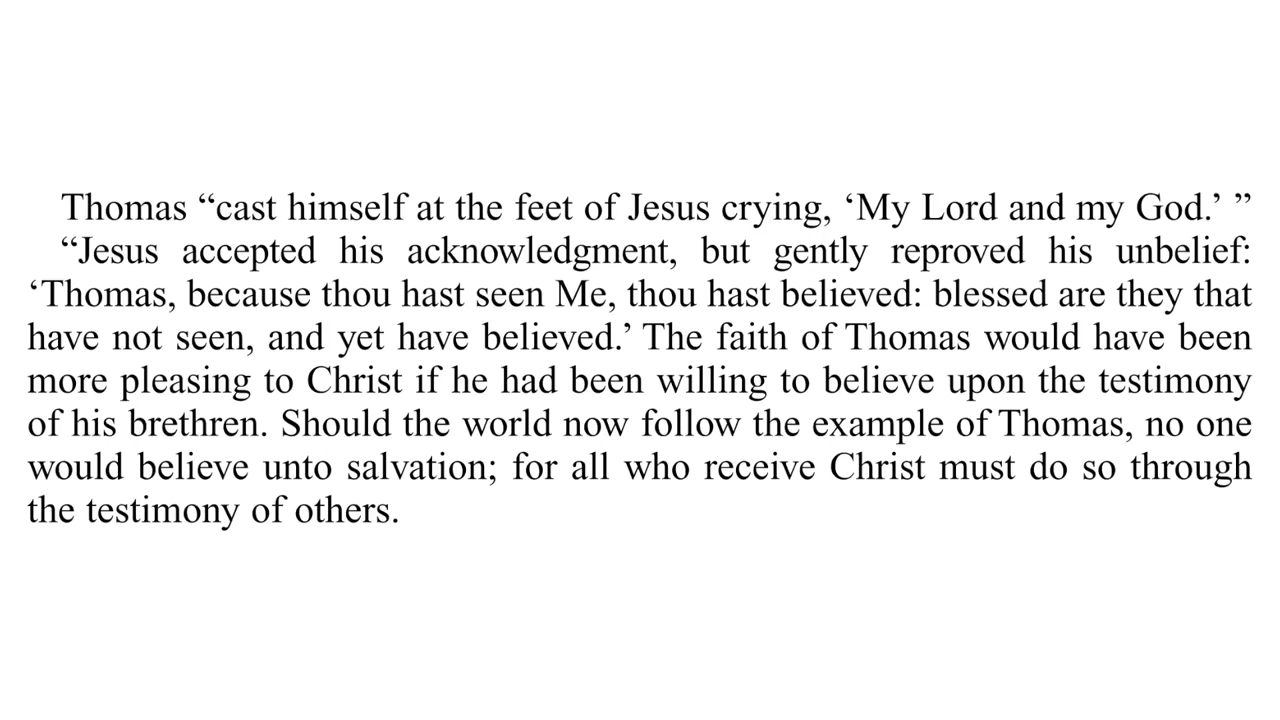 Thomas “cast himself at the feet of Jesus crying, ‘My Lord and my God.’ ”
“Jesus accepted his acknowledgment, but gently reproved his unbelief:
‘Thomas, because thou hast seen Me, thou hast believed: blessed are they that
have not seen, and yet have believed.’ The faith of Thomas would have been
more pleasing to Christ if he had been willing to believe upon the testimony
of his brethren. Should the world now follow the example of Thomas, no one
would believe unto salvation; for all who receive Christ must do so through
the testimony of others.